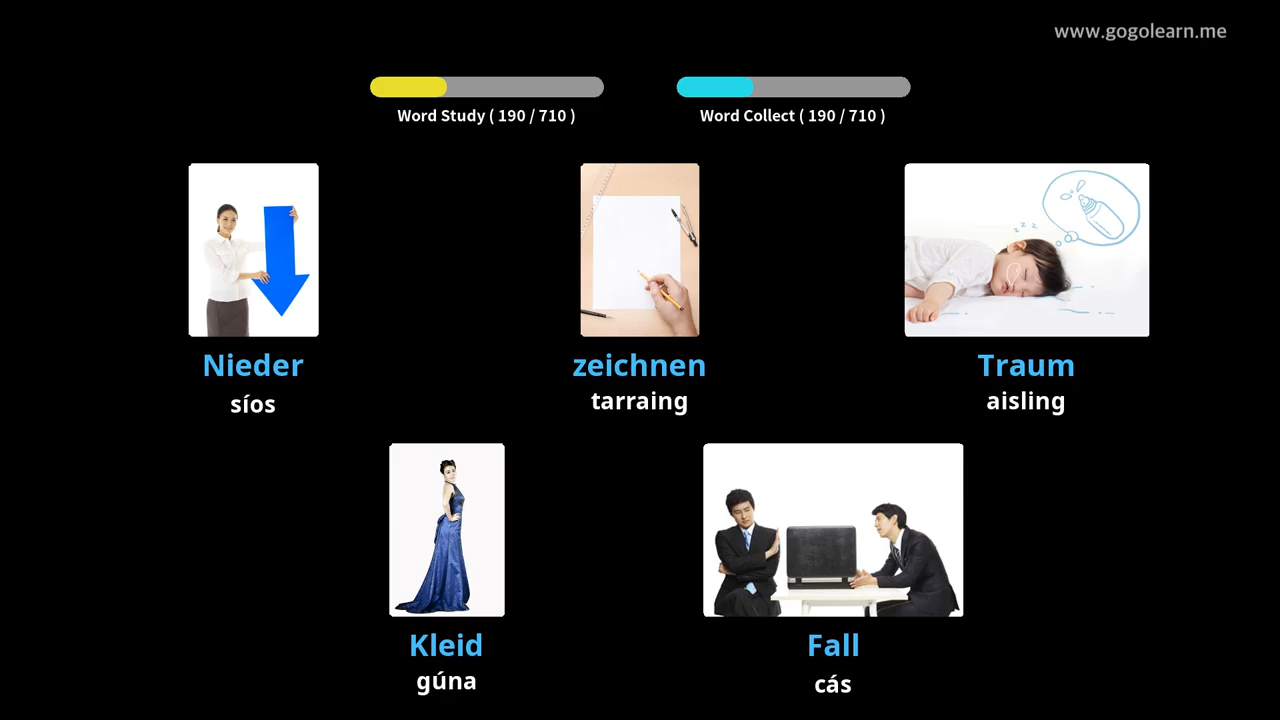 www.gogolearn.me
Word Study ( 190 / 710 )
Word Collect ( 190 / 710 )
Nieder
síos
zeichnen
tarraing
Traum
aisling
Kleid
gúna
Fall
cás